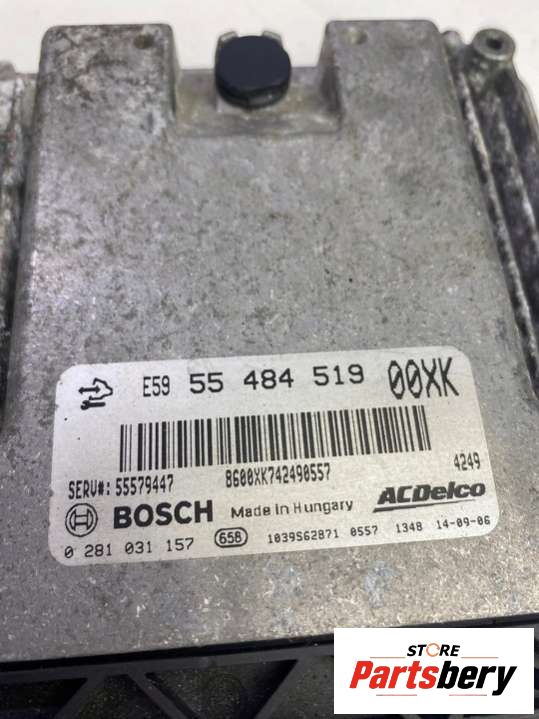 E59 55 484 519 00XK
SERV#: 55579447 8600XK742490557 4249
BOSCH Made in Hungary ACDelco
0 281 031 157 658 1039S62871 0557 1348 14-09-06
STORE
Partsbery